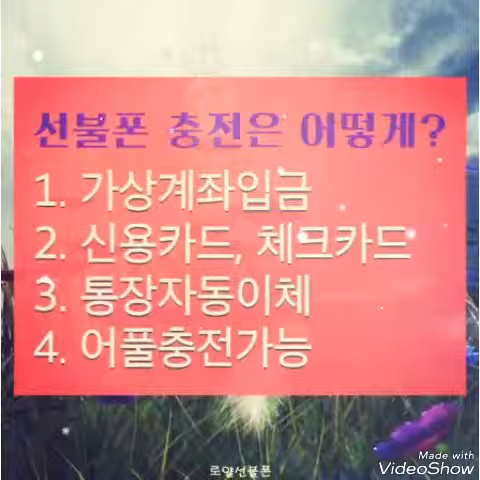 선불폰 충전은 어떻게?
1. 가상계좌입금
2. 신용카드, 체크카드
3. 통장자동이체
4. 어풀충전가능
로얄선불폰
Made with
VideoShow